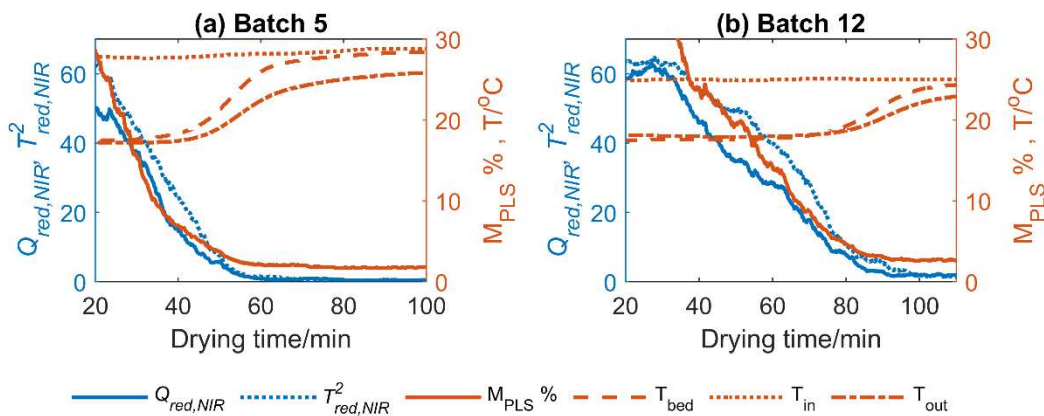 (a) Batch 5
(b) Batch 12
Q_red,NIR, T²_red,NIR
60
40
20
0
30
20
10
0
M_PLS %, T/°C
20 40 60 80 100
Drying time/min
Q_red,NIR, T²_red,NIR
60
40
20
0
30
20
10
0
M_PLS %, T/°C
20 40 60 80 100
Drying time/min
Q_red,NIR T²_red,NIR M_PLS % T_bed T_in T_out